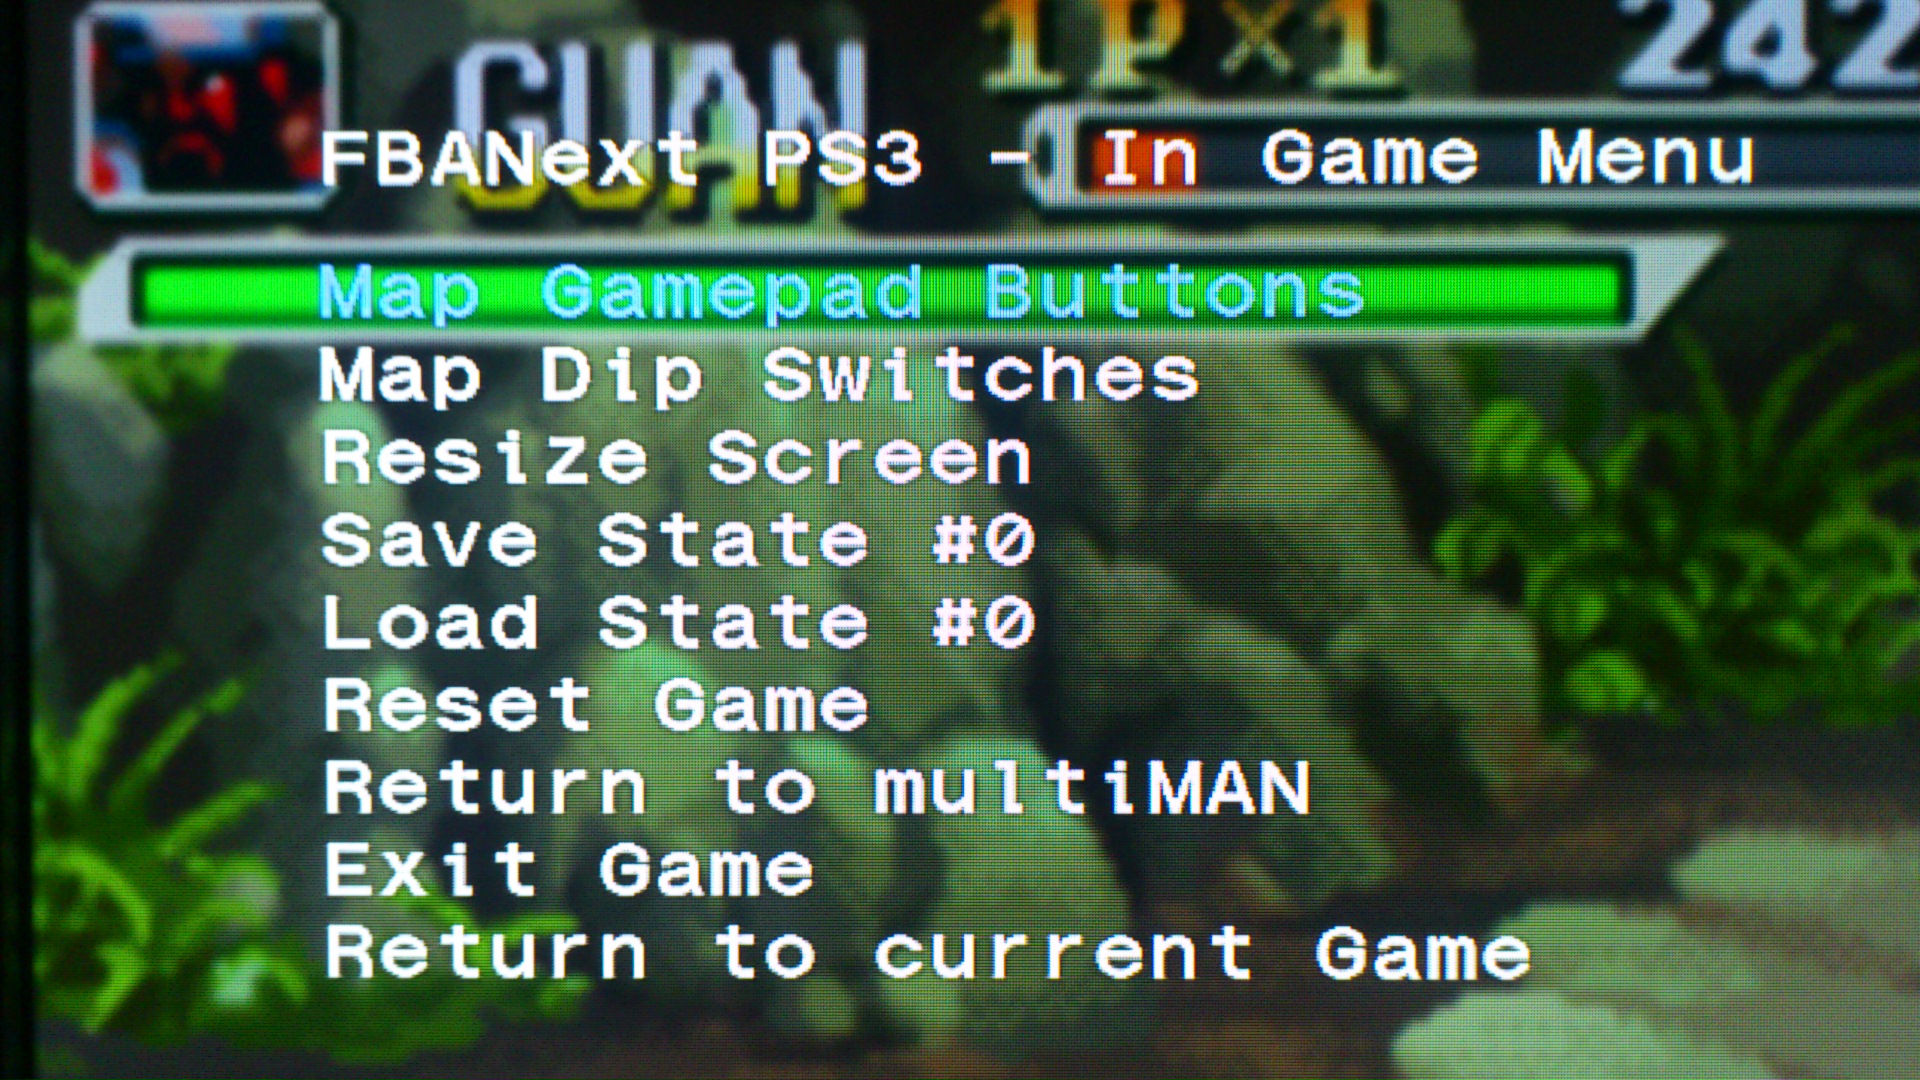 1P×1 242
GUAN
FBANext PS3 - In Game Menu
Map Gamepad Buttons
Map Dip Switches
Resize Screen
Save State #0
Load State #0
Reset Game
Return to multiMAN
Exit Game
Return to current Game